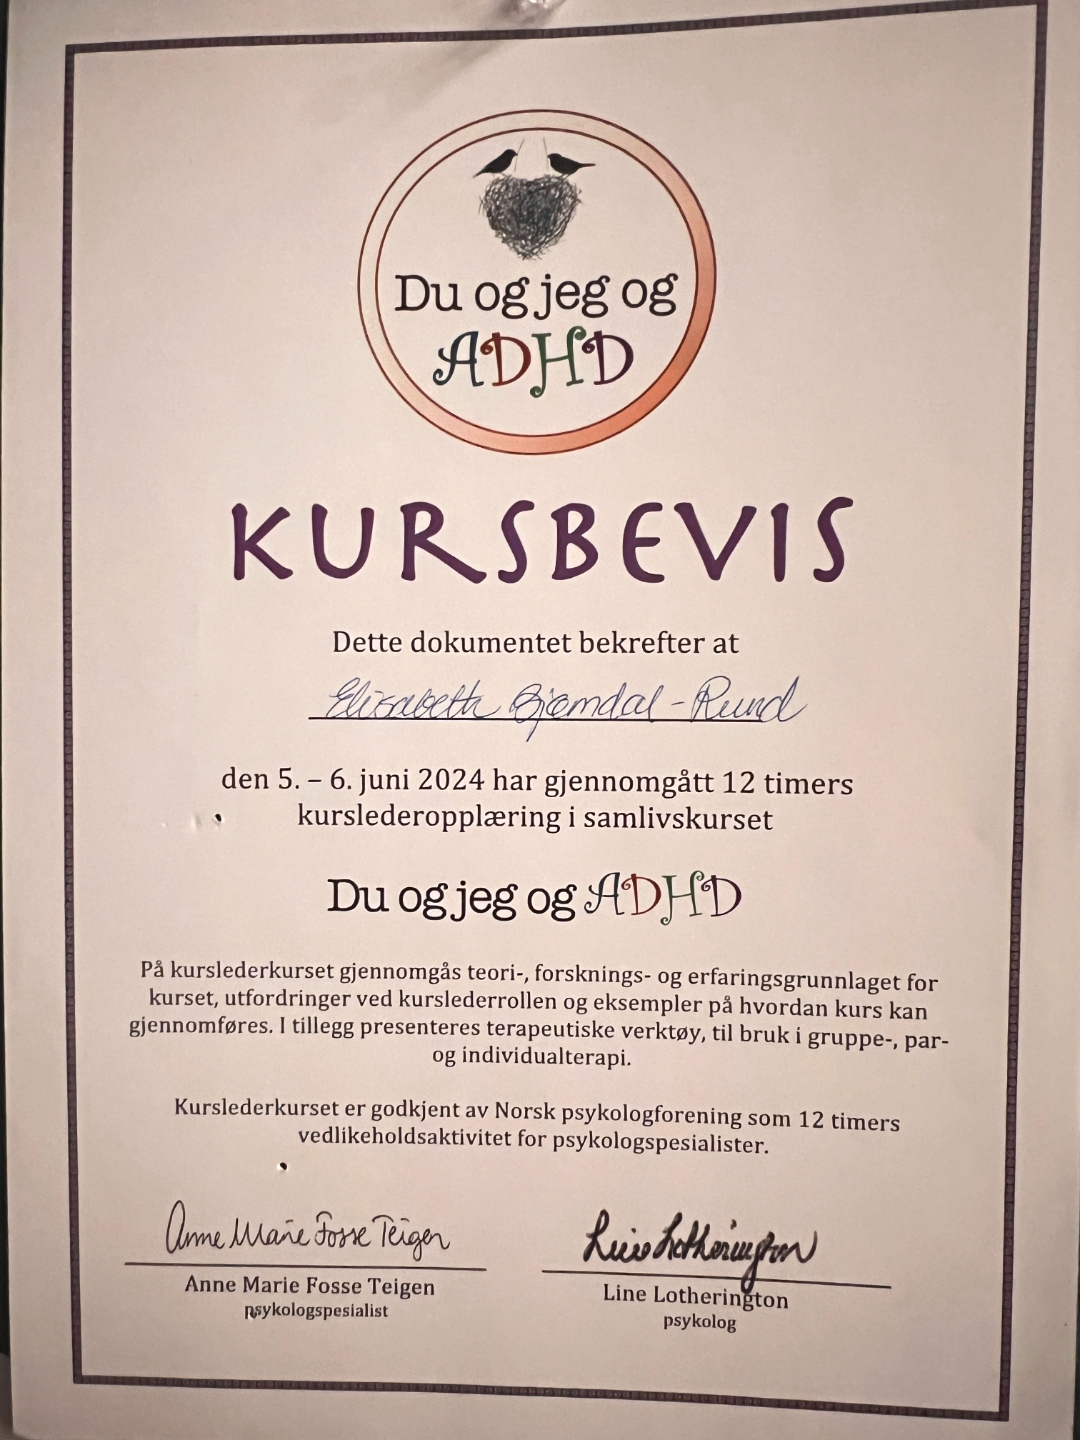 Du og jeg og
ADHD
KURSBEVIS
Dette dokumentet bekrefter at
Elisabeth Bjørndal-Rund
den 5. – 6. juni 2024 har gjennomgått 12 timers
kurslederopplæring i samlivskurset
Du og jeg og ADHD
På kurslederkurset gjennomgås teori-, forsknings- og erfaringsgrunnlaget for
kurset, utfordringer ved kurslederrollen og eksempler på hvordan kurs kan
gjennomføres. I tillegg presenteres terapeutiske verktøy, til bruk i gruppe-, par-
og individualterapi.
Kurslederkurset er godkjent av Norsk psykologforening som 12 timers
vedlikeholdsaktivitet for psykologspesialister.
Anne Marie Fosse Teigen
Line Lotherington
Anne Marie Fosse Teigen
psykologspesialist
Line Lotherington
psykolog